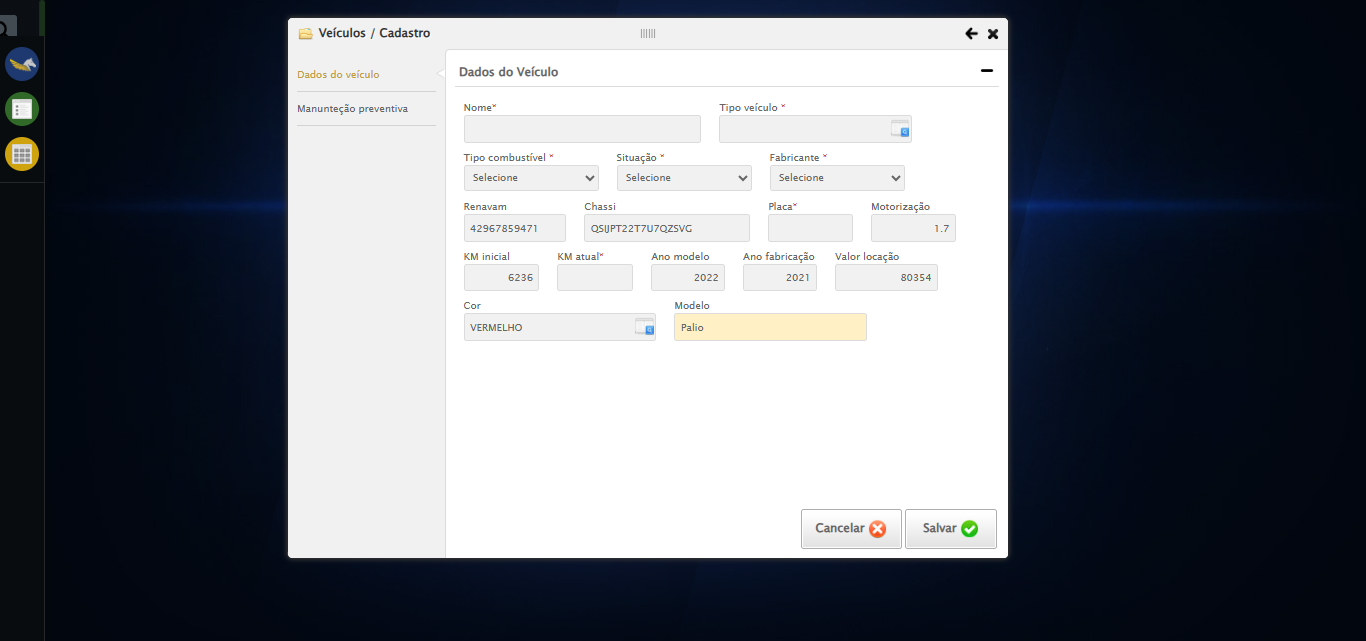 Veículos / Cadastro
Dados do veículo
Manunteção preventiva
Dados do Veículo
Nome* Tipo veículo *
Tipo combustível * Situação * Fabricante *
Selecione Selecione Selecione
Renavam Chassi Placa* Motorização
42967859471 QSIJPT22T7U7QZSVG 1.7
KM inicial KM atual* Ano modelo Ano fabricação Valor locação
6236 2022 2021 80354
Cor Modelo
VERMELHO Palio
Cancelar Salvar